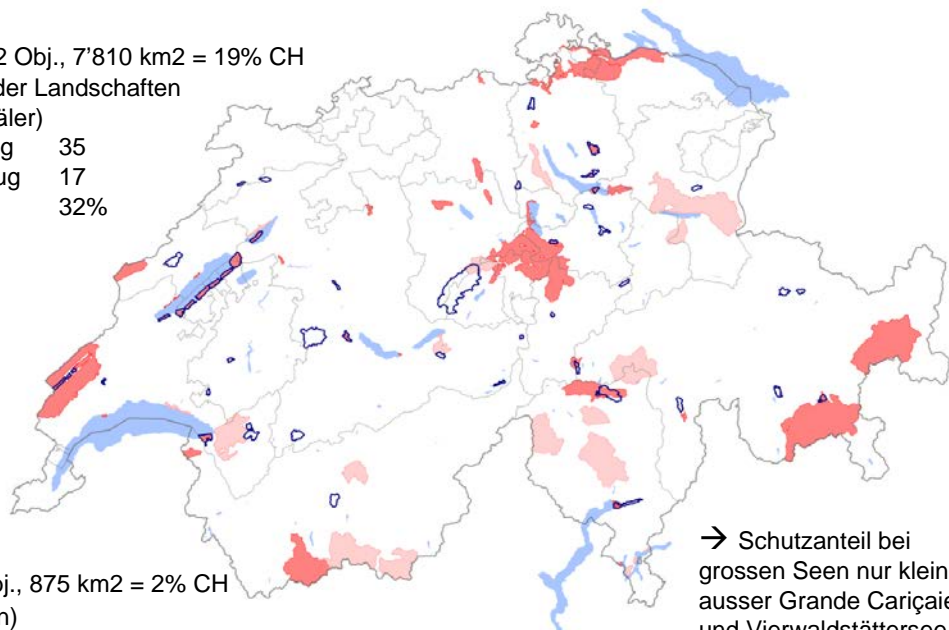 2 Obj., 7'810 km2 = 19% CH
der Landschaften
äler)
g 35
ug 17
32%
bj., 875 km2 = 2% CH
n)
→ Schutzanteil bei
grossen Seen nur klein
ausser Grande Cariçaie
und Vierwaldstättersee